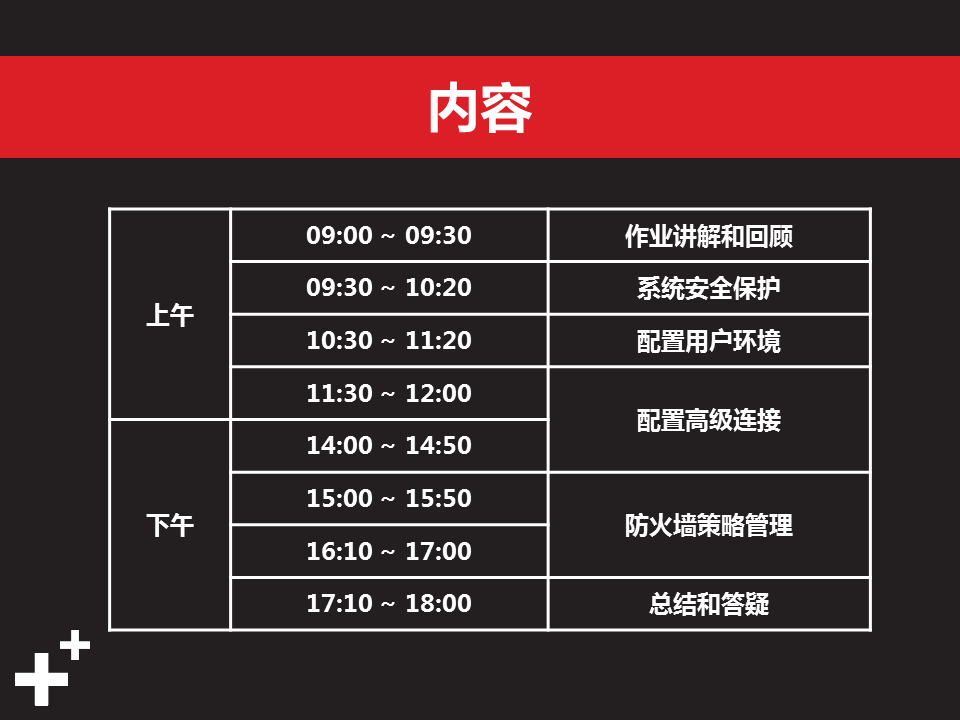 内容
上午
09:00 ~ 09:30
作业讲解和回顾
09:30 ~ 10:20
系统安全保护
10:30 ~ 11:20
配置用户环境
11:30 ~ 12:00
配置高级连接
下午
14:00 ~ 14:50
15:00 ~ 15:50
防火墙策略管理
16:10 ~ 17:00
17:10 ~ 18:00
总结和答疑